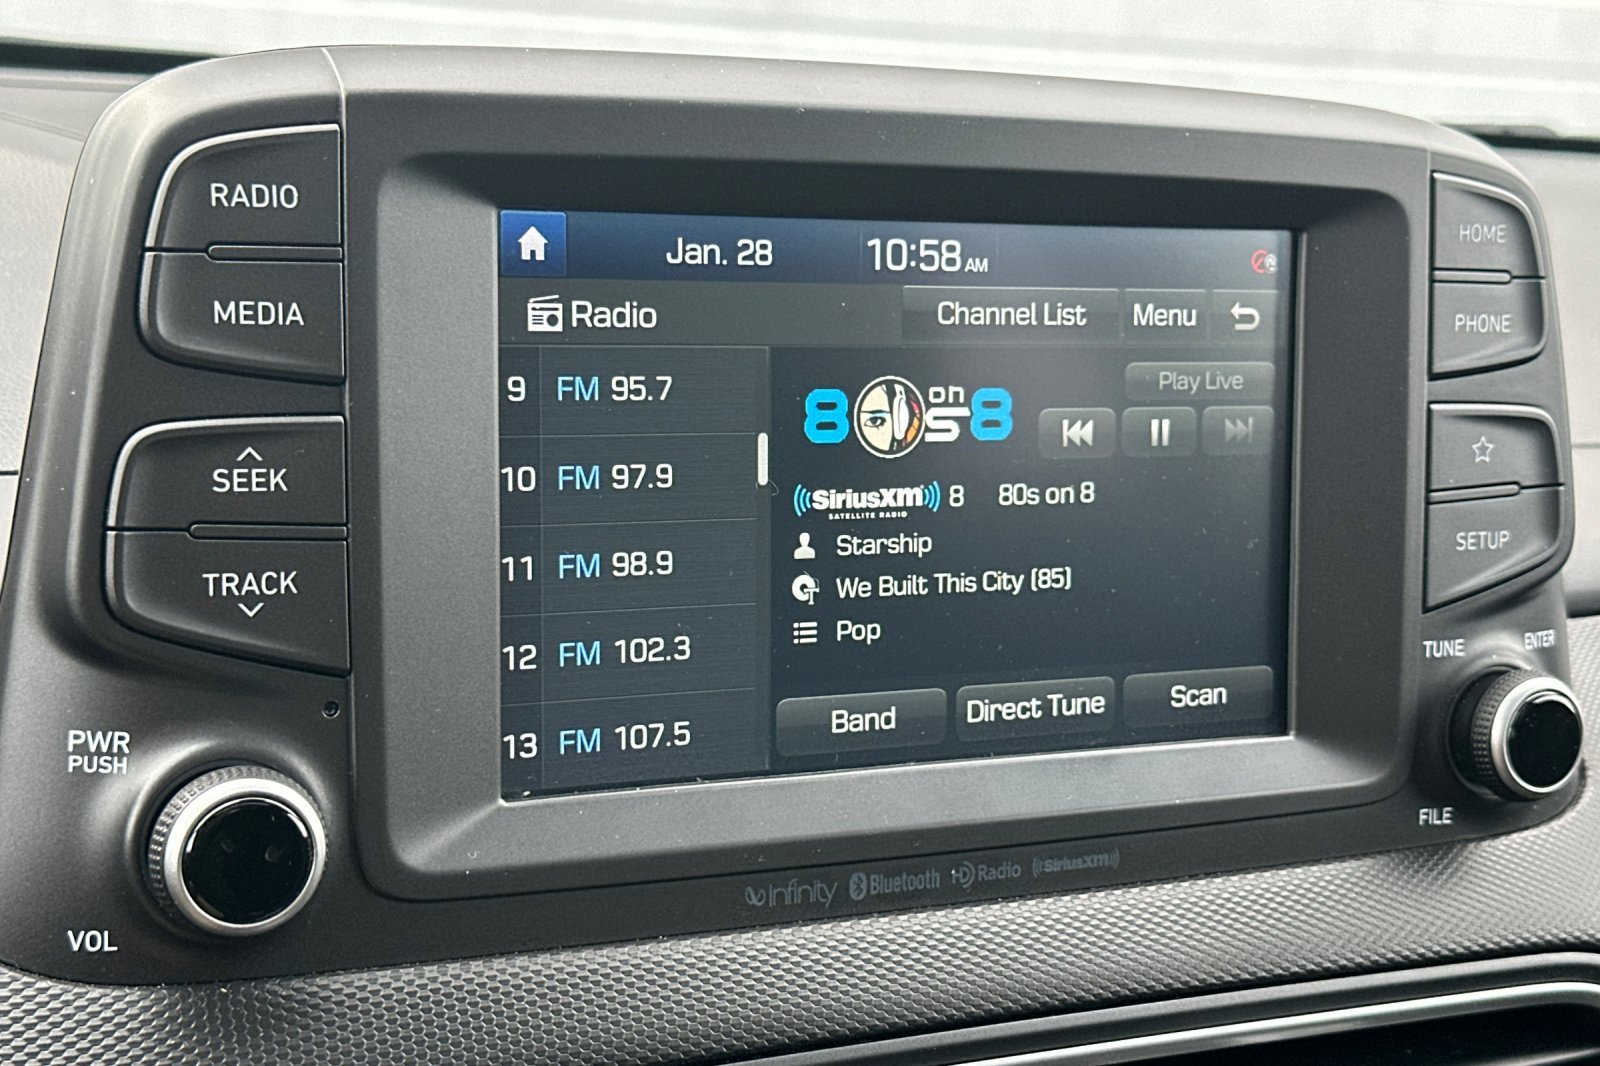 RADIO
MEDIA
SEEK
TRACK
PWR
PUSH
VOL
Jan. 28 10:58 AM
Radio Channel List Menu
9 FM 95.7
10 FM 97.9
11 FM 98.9
12 FM 102.3
13 FM 107.5
80s on 8
Play Live
SiriusXM 8 80s on 8
SATELLITE RADIO
Starship
We Built This City (85)
Pop
Band Direct Tune Scan
HOME
PHONE
SETUP
TUNE ENTER
FILE
Infinity Bluetooth HD Radio SiriusXM